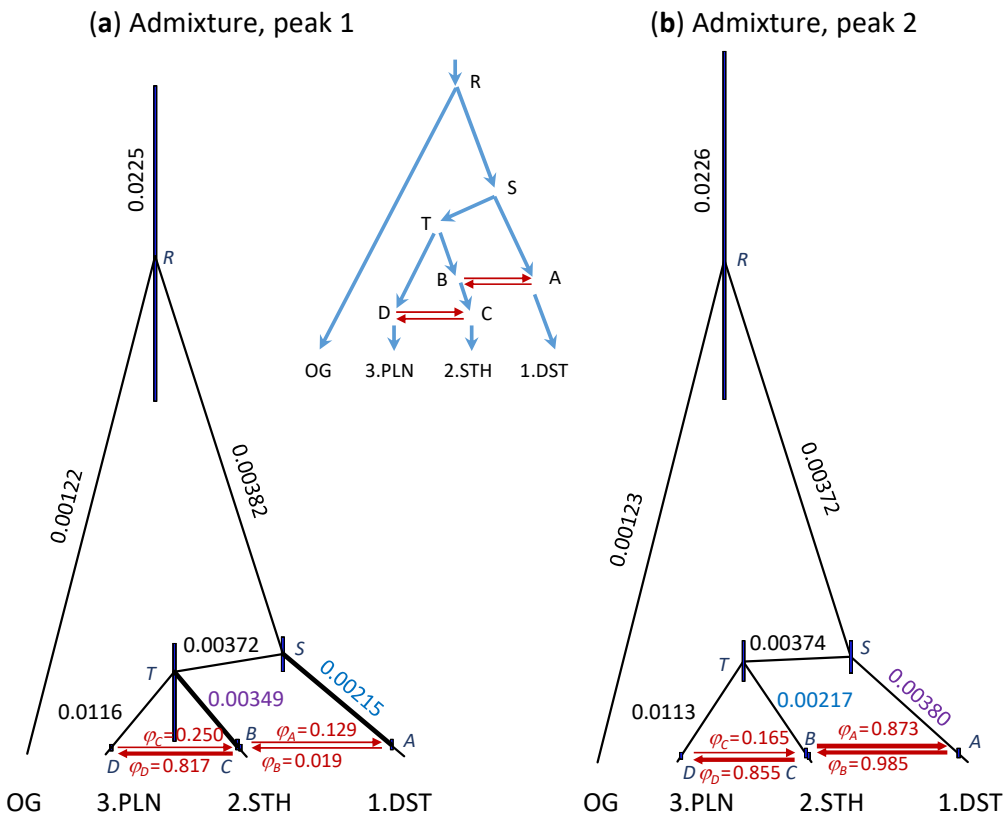 (a) Admixture, peak 1
(b) Admixture, peak 2
R
S
T
B A
D C
OG 3.PLN 2.STH 1.DST
0.0225
R
0.00122
0.00382
S
T
0.00372
0.00215
0.00349
0.0116
φC=0.250
φD=0.817
φA=0.129
φB=0.019
D C B A
OG 3.PLN 2.STH 1.DST
0.0226
R
0.00123
0.00372
S
T
0.00374
0.00380
0.00217
0.0113
φC=0.165
φD=0.855
φA=0.873
φB=0.985
D C B A
OG 3.PLN 2.STH 1.DST